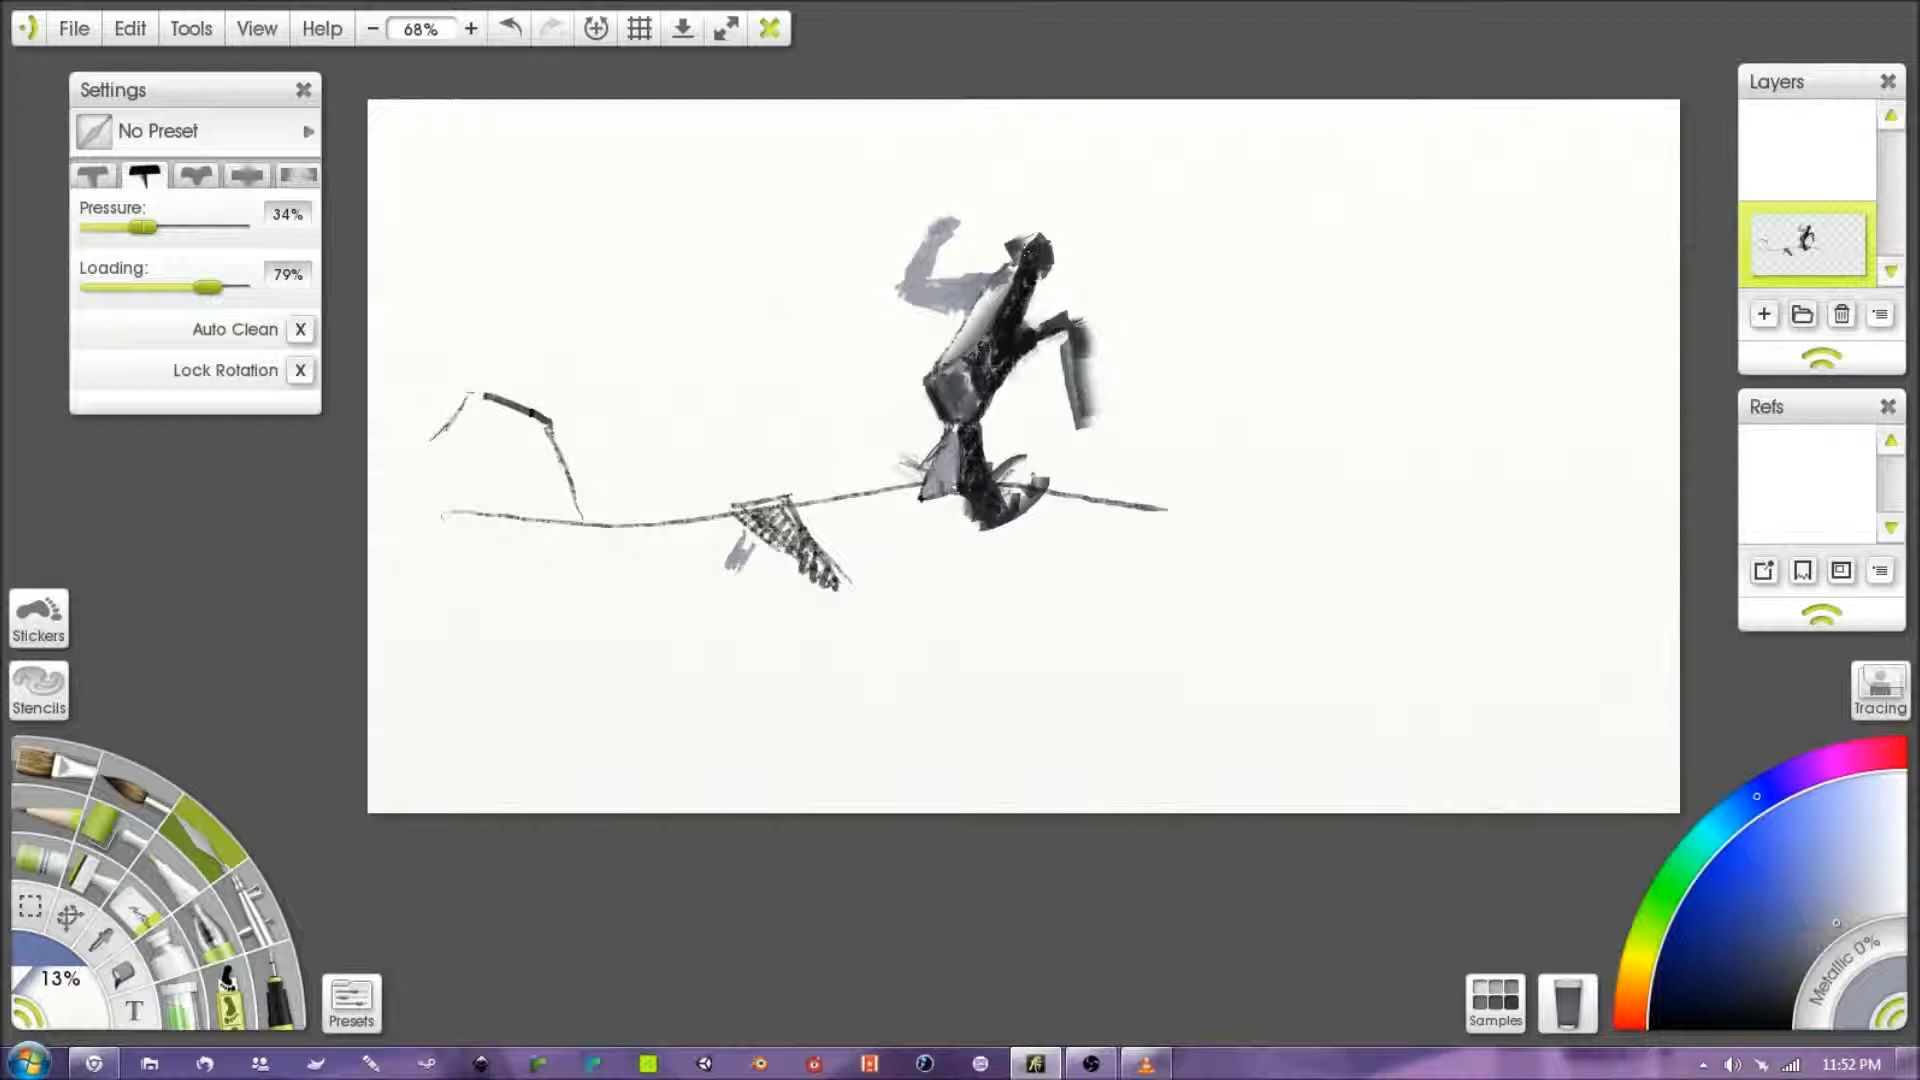 File Edit Tools View Help − 68% +
Settings
No Preset
Pressure:
34%
Loading:
79%
Auto Clean X
Lock Rotation X
Layers
Refs
Stickers
Stencils
Tracing
13%
T
Presets
Samples
Metallic 0%
11:52 PM